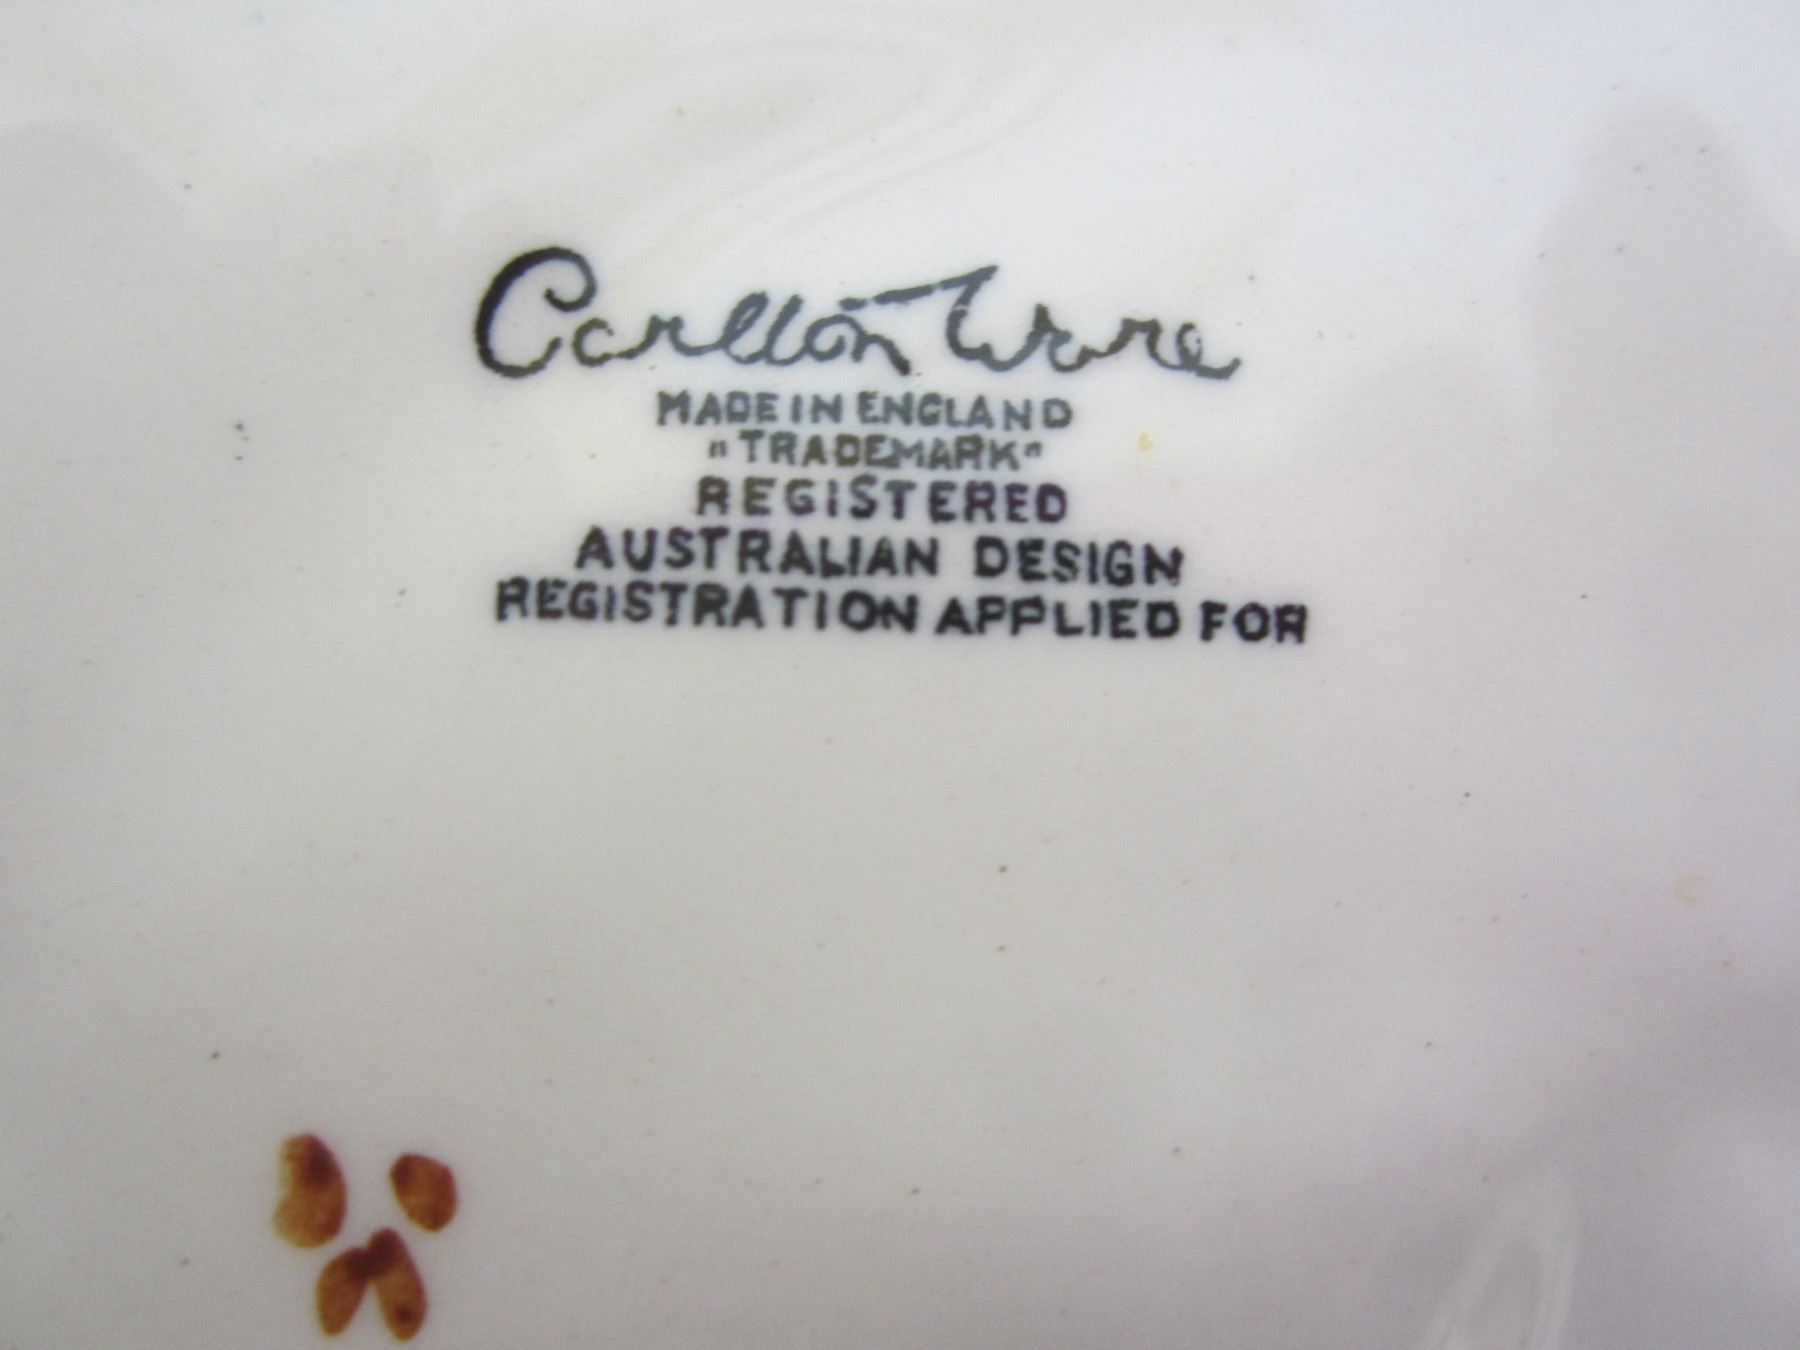 Carlton Ware
MADE IN ENGLAND
"TRADEMARK"
REGISTERED
AUSTRALIAN DESIGN
REGISTRATION APPLIED FOR